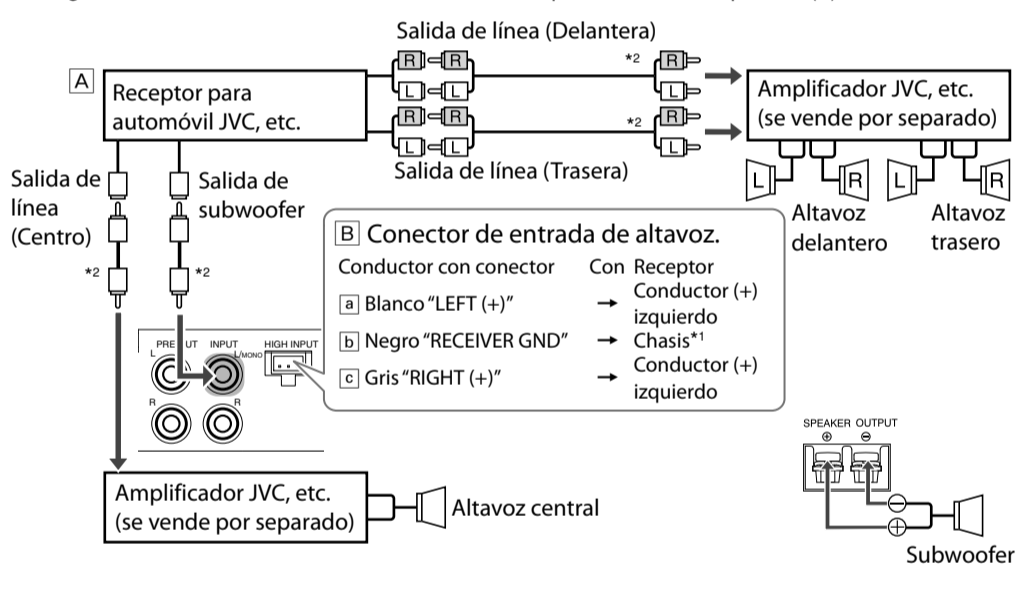 Salida de línea (Delantera)
R R *2 R
L L L
A
Receptor para
automóvil JVC, etc.
Amplificador JVC, etc.
(se vende por separado)
R R *2 R
L L L
Salida de línea (Trasera)
L R L R
Altavoz
delantero
Altavoz
trasero
Salida de
línea
(Centro)
Salida de
subwoofer
*2
*2
B Conector de entrada de altavoz.
Conductor con conector Con Receptor
a Blanco “LEFT (+)” → Conductor (+)
izquierdo
b Negro “RECEIVER GND” → Chasis*1
c Gris “RIGHT (+)” → Conductor (+)
izquierdo
PRE UT INPUT HIGH INPUT
L L/MONO
R R
SPEAKER OUTPUT
⊕ ⊖
⊖
⊕
Subwoofer
Amplificador JVC, etc.
(se vende por separado)
Altavoz central